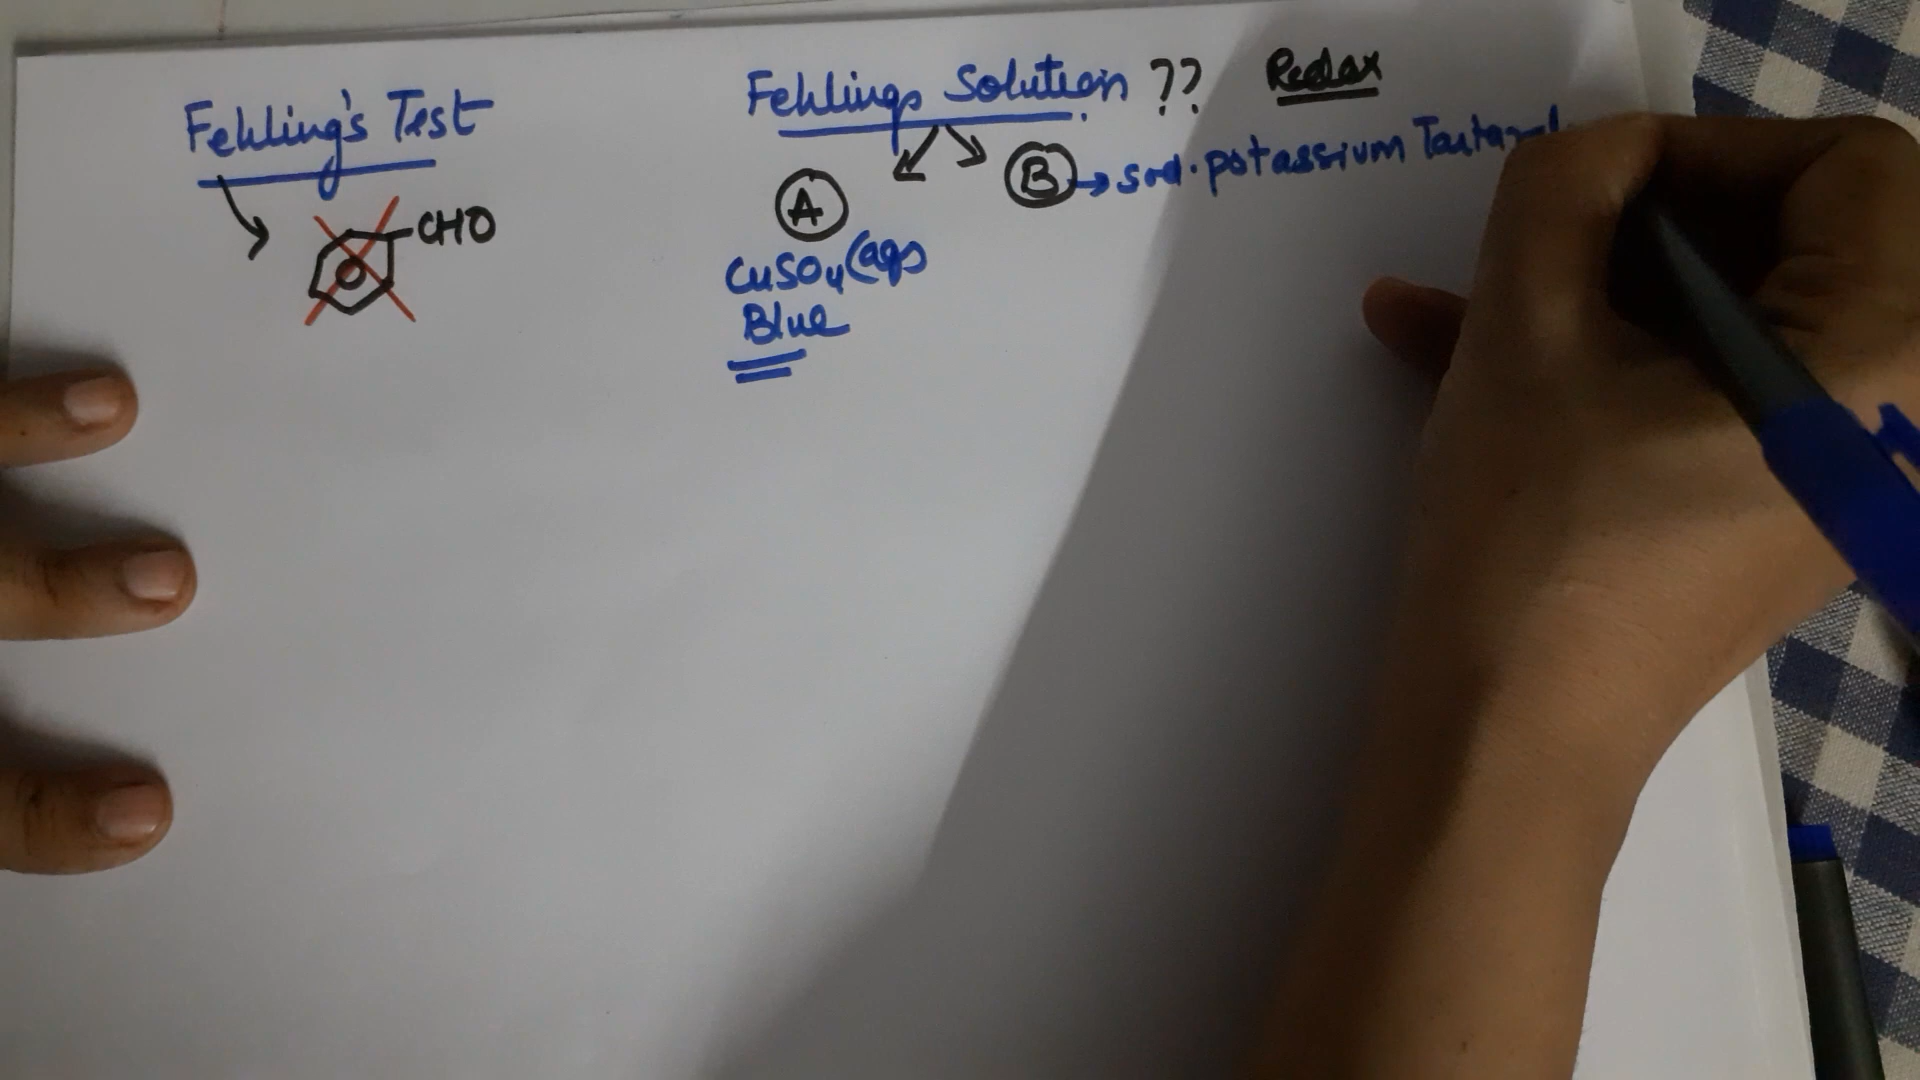 Fehling's Test
CHO
Fehlings Solution ??
Redox
A
CuSO4(aq)
Blue
B → sod. potassium